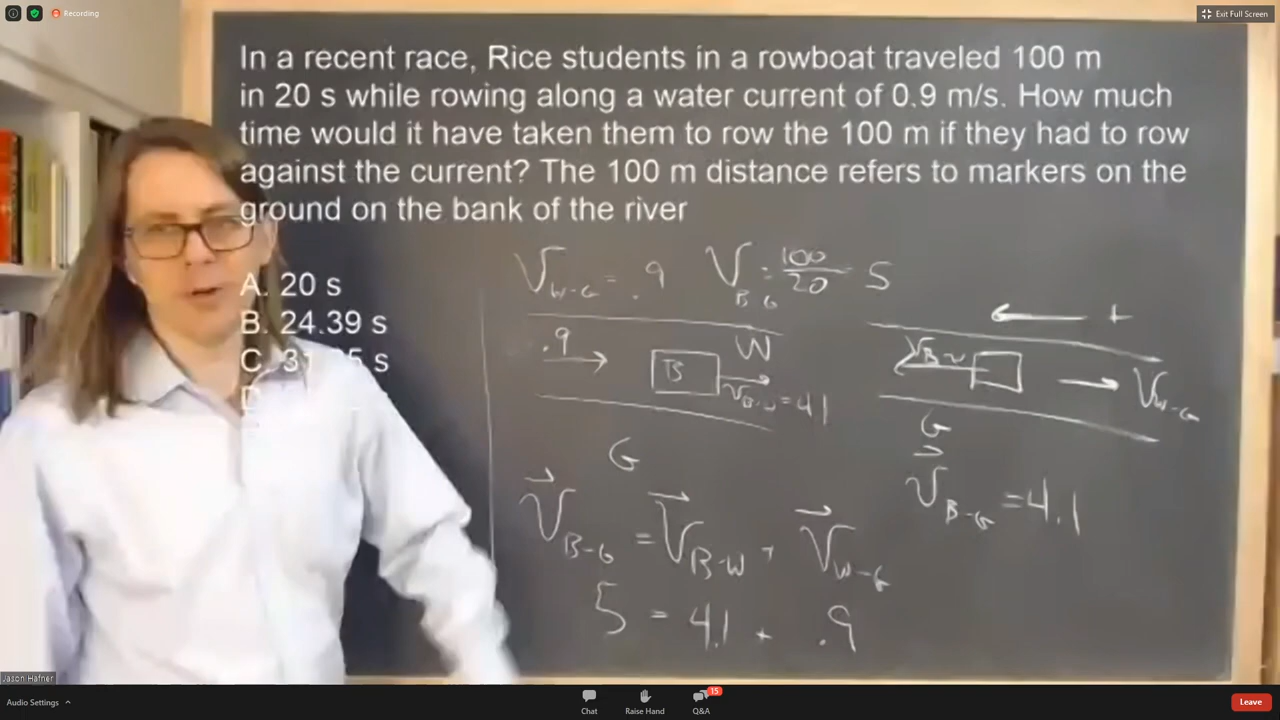 Recording
Exit Full Screen
In a recent race, Rice students in a rowboat traveled 100 m
in 20 s while rowing along a water current of 0.9 m/s. How much
time would it have taken them to row the 100 m if they had to row
against the current? The 100 m distance refers to markers on the
ground on the bank of the river
A. 20 s
B. 24.39 s
C. 5 s
D
V W-G = .9
V B G = 100/20 = 5
.9
B
W
V B-W = 4.1
← +
V B-W
V W-G
G
G
V B-G = 4.1
V B-G = V B-W + V W-G
5 = 4.1 + .9
Jason Hafner
Audio Settings
Chat
Raise Hand
15
Q&A
Leave